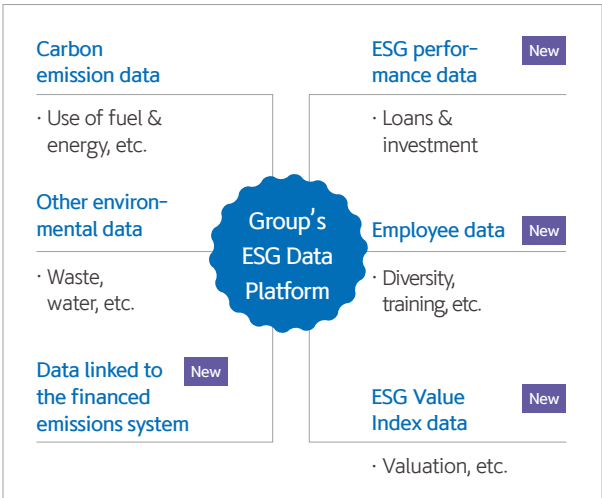 Carbon
emission data
· Use of fuel &
energy, etc.
Other environ-
mental data
· Waste,
water, etc.
Data linked to
the financed
emissions system
New
Group's
ESG Data
Platform
ESG perfor-
mance data
New
· Loans &
investment
Employee data
New
· Diversity,
training, etc.
ESG Value
Index data
New
· Valuation, etc.